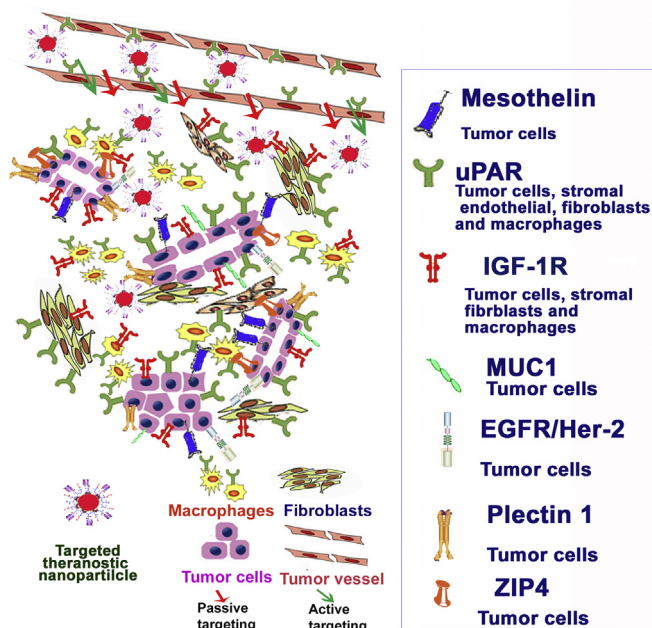 Mesothelin
Tumor cells
uPAR
Tumor cells, stromal
endothelial, fibroblasts
and macrophages
IGF-1R
Tumor cells, stromal
fibrblasts and
macrophages
MUC1
Tumor cells
EGFR/Her-2
Tumor cells
Plectin 1
Tumor cells
ZIP4
Tumor cells
Macrophages
Fibroblasts
Targeted
theranostic
nanopartilcle
Tumor cells
Tumor vessel
Passive
targeting
Active
targeting